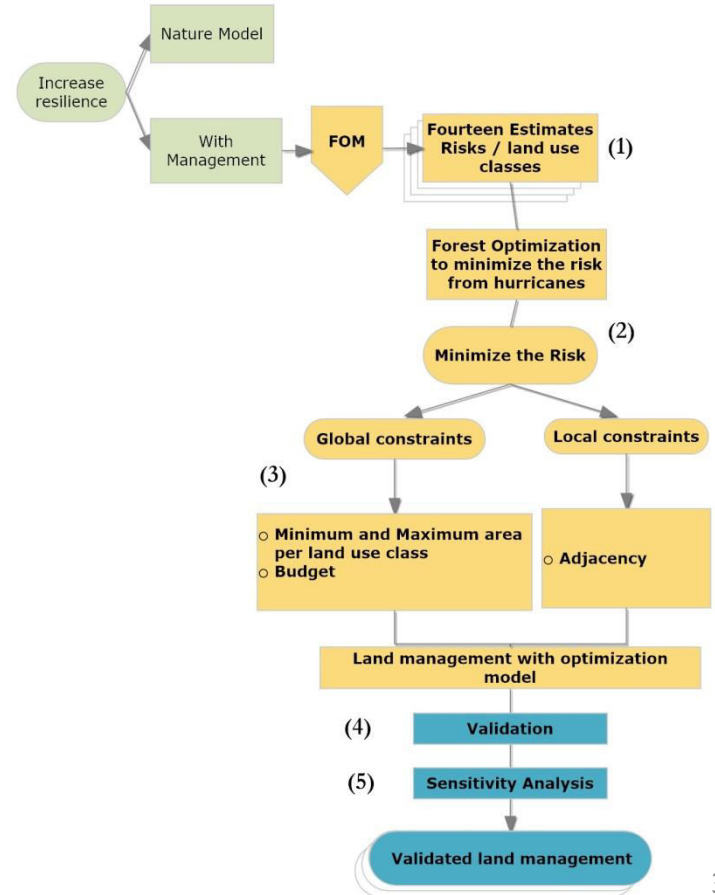 Nature Model
Increase
resilience
With
Management
FOM
Fourteen Estimates
Risks / land use
classes
(1)
Forest Optimization
to minimize the risk
from hurricanes
(2)
Minimize the Risk
Global constraints
Local constraints
(3)
o Minimum and Maximum area
per land use class
o Budget
o Adjacency
Land management with optimization
model
(4)
Validation
(5)
Sensitivity Analysis
Validated land management